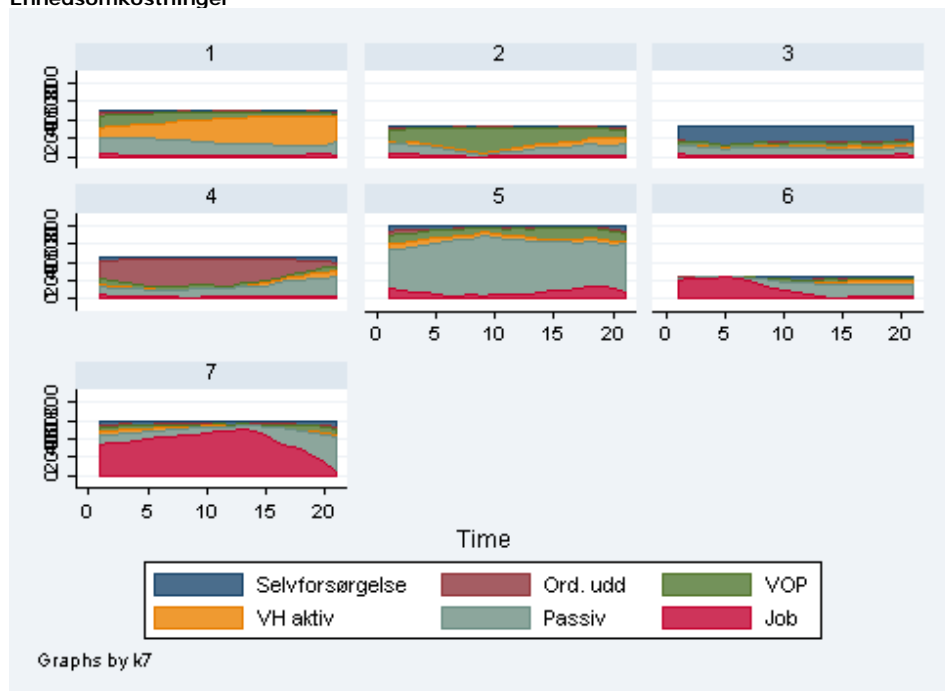 Enhedsomkostninger
1 2 3
4 5 6
0 5 10 15 20 0 5 10 15 20
7
0 5 10 15 20
Time
Selvforsørgelse Ord. udd VOP
VH aktiv Passiv Job
Graphs by k7